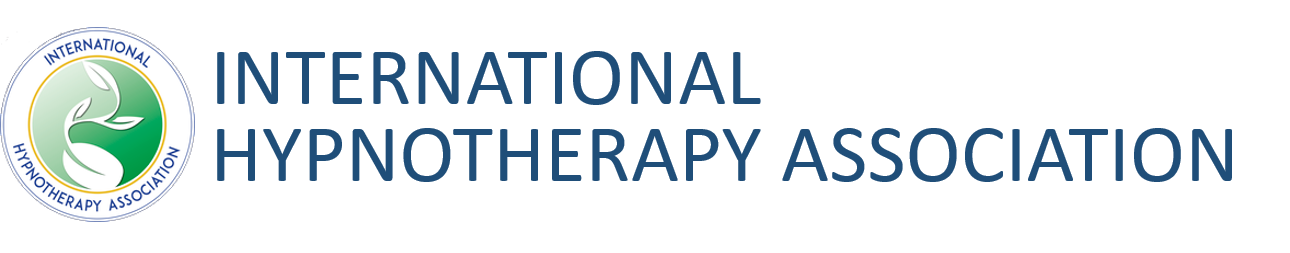 INTERNATIONAL
HYPNOTHERAPY ASSOCIATION
INTERNATIONAL
HYPNOTHERAPY ASSOCIATION